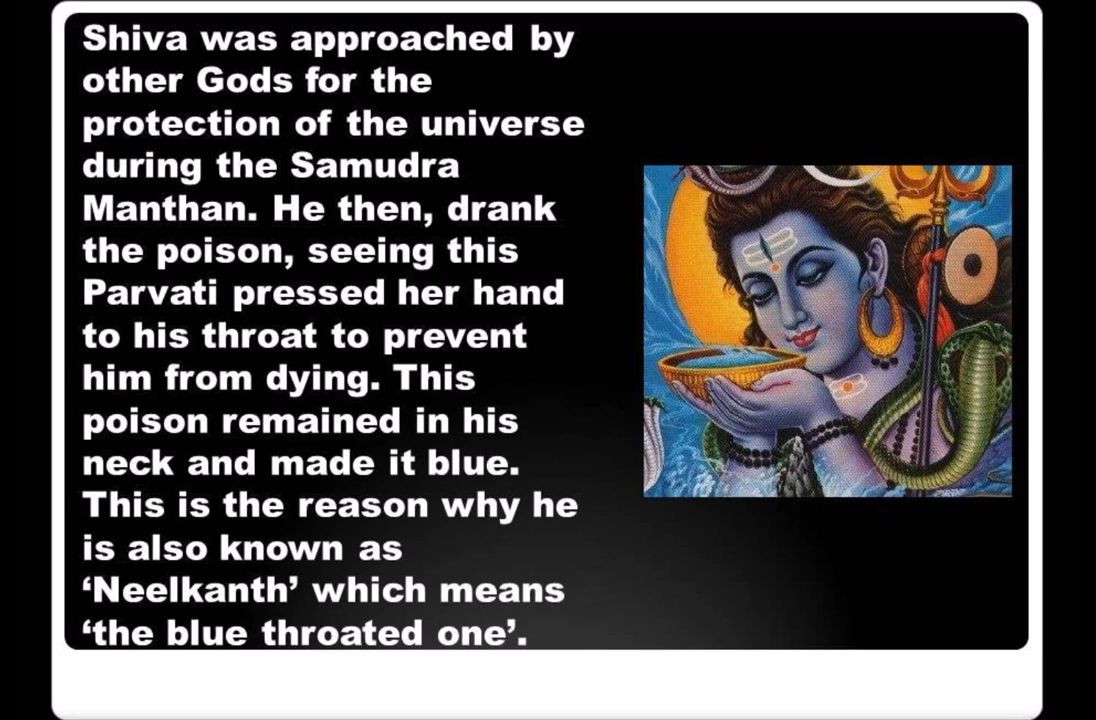 Shiva was approached by
other Gods for the
protection of the universe
during the Samudra
Manthan. He then, drank
the poison, seeing this
Parvati pressed her hand
to his throat to prevent
him from dying. This
poison remained in his
neck and made it blue.
This is the reason why he
is also known as
‘Neelkanth’ which means
‘the blue throated one’.